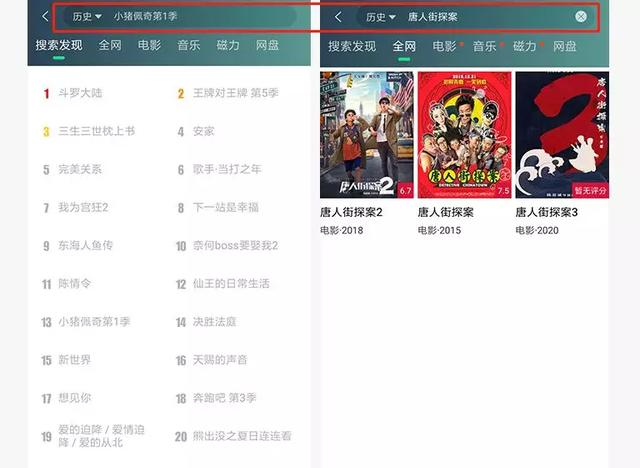 历史 小猪佩奇第1季
搜索发现 全网 电影 音乐 磁力 网盘
1 斗罗大陆
2 王牌对王牌 第5季
3 三生三世枕上书
4 安家
5 完美关系
6 歌手·当打之年
7 我为宫狂2
8 下一站是幸福
9 东海人鱼传
10 奈何boss要娶我2
11 陈情令
12 仙王的日常生活
13 小猪佩奇第1季
14 决胜法庭
15 新世界
16 天赐的声音
17 想见你
18 奔跑吧 第3季
19 爱的迫降 / 爱情迫
降 / 爱的从北
20 熊出没之夏日连连看
历史 唐人街探案
搜索发现 全网 电影 音乐 磁力 网盘
唐人街探案2
6.7
唐人街探案2
电影·2018
2015.12.31
唐人街探案
DETECTIVE CHINATOWN
7.5
唐人街探案
电影·2015
唐人街探案
3
暂无评分
唐人街探案3
电影·2020